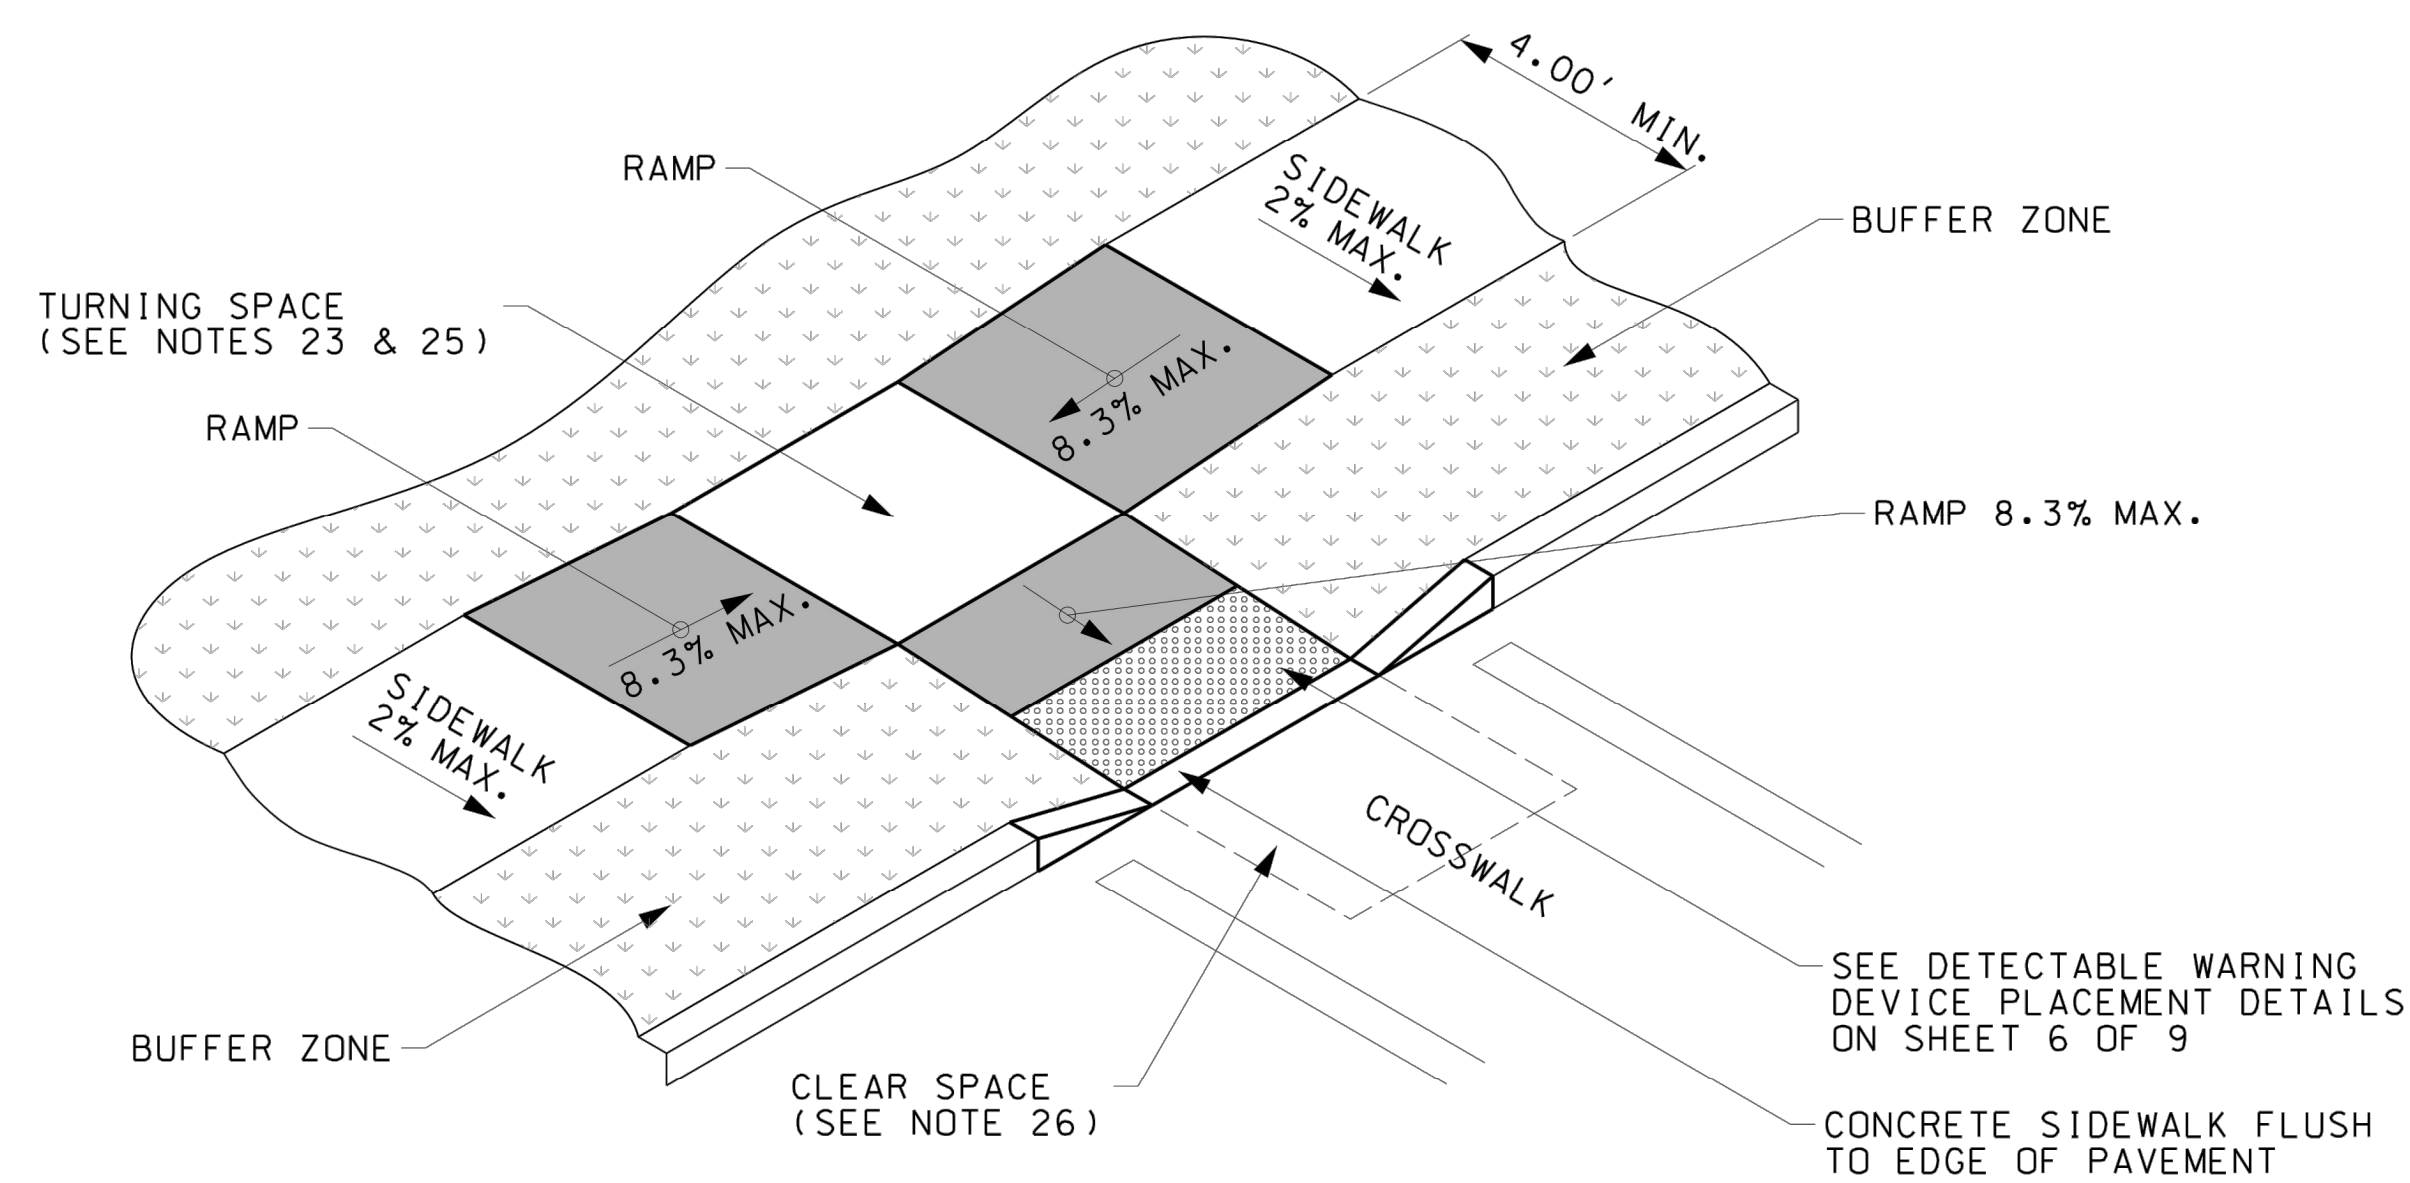 4.00' MIN.
RAMP
SIDEWALK
2% MAX.
BUFFER ZONE
TURNING SPACE
(SEE NOTES 23 & 25)
8.3% MAX.
RAMP
RAMP 8.3% MAX.
8.3% MAX.
SIDEWALK
2% MAX.
CROSSWALK
SEE DETECTABLE WARNING
DEVICE PLACEMENT DETAILS
ON SHEET 6 OF 9
BUFFER ZONE
CLEAR SPACE
(SEE NOTE 26)
CONCRETE SIDEWALK FLUSH
TO EDGE OF PAVEMENT